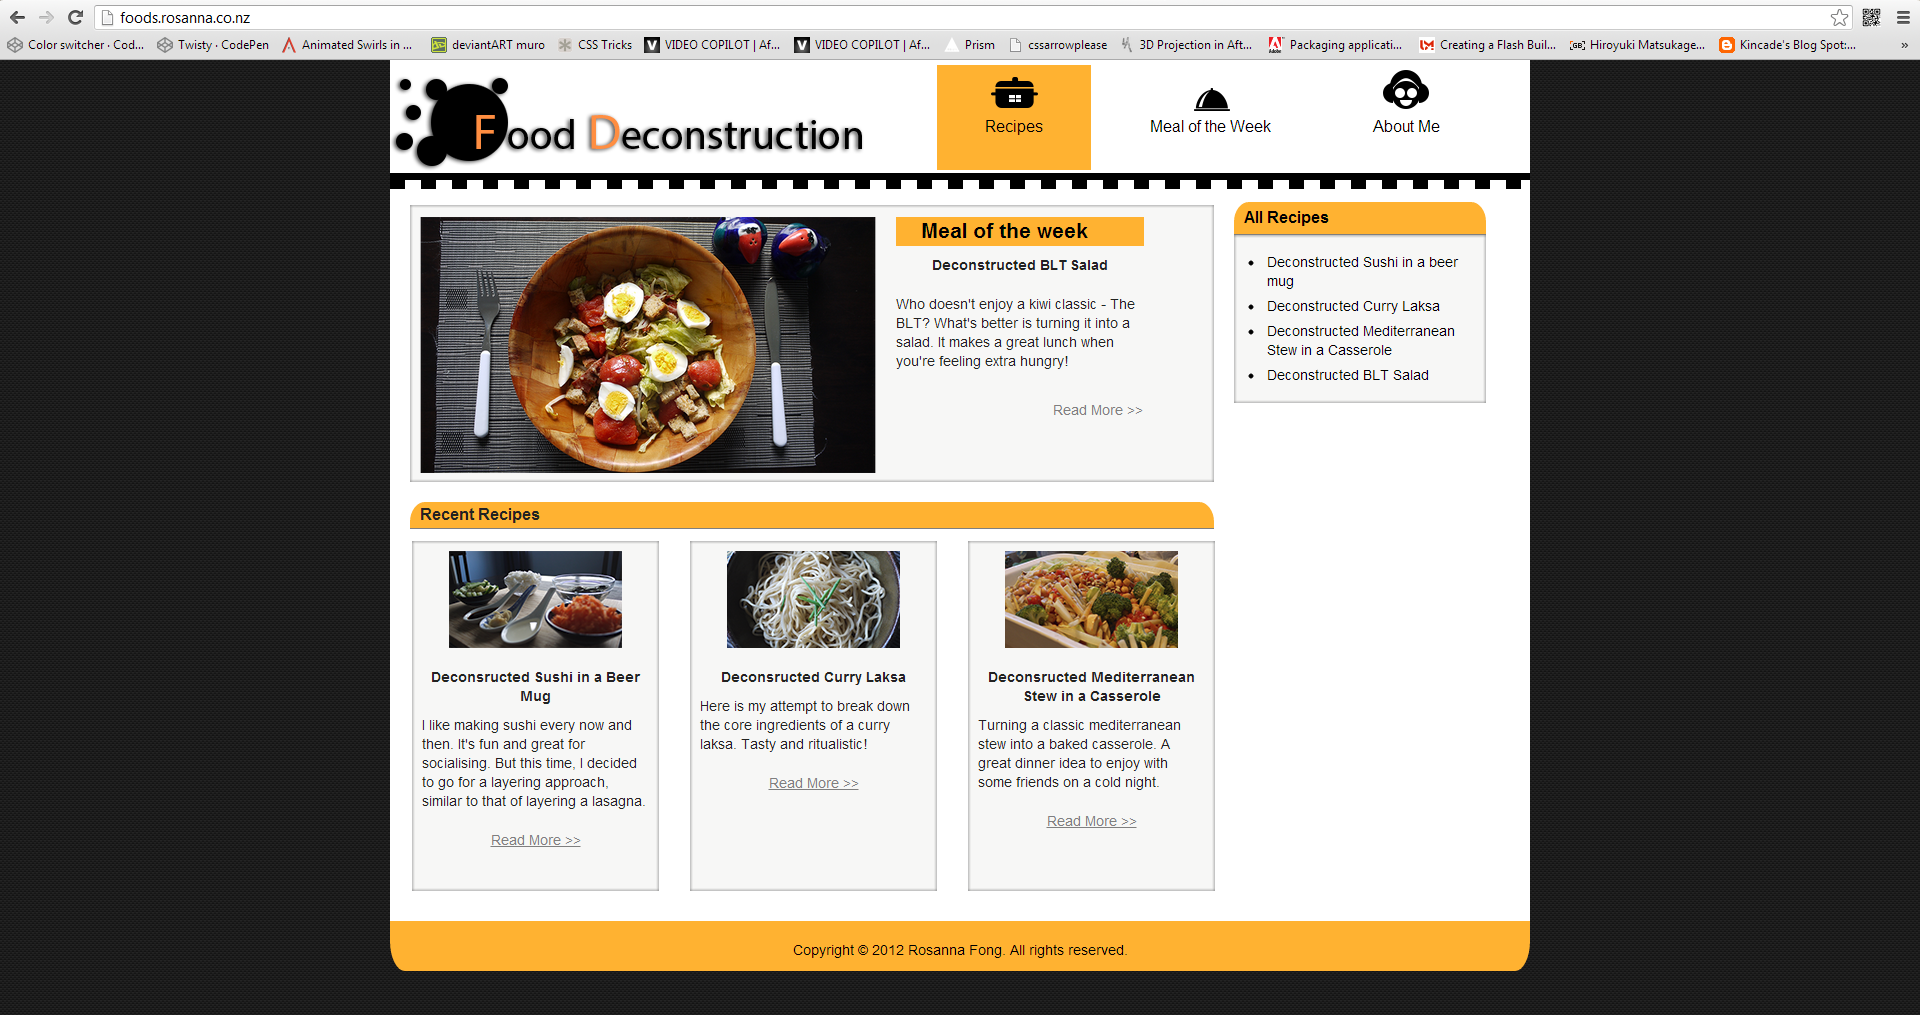 foods.rosanna.co.nz
Color switcher · Cod... Twisty · CodePen Animated Swirls in ... deviantART muro CSS Tricks VIDEO COPILOT | Af... VIDEO COPILOT | Af... Prism cssarrowplease 3D Projection in Aft... Packaging applicati... Creating a Flash Buil... Hiroyuki Matsukage... Kincade's Blog Spot:... »
Food Deconstruction
Recipes
Meal of the Week
About Me
Meal of the week
Deconstructed BLT Salad
Who doesn't enjoy a kiwi classic - The
BLT? What's better is turning it into a
salad. It makes a great lunch when
you're feeling extra hungry!
Read More >>
All Recipes
Deconstructed Sushi in a beer
mug
Deconstructed Curry Laksa
Deconstructed Mediterranean
Stew in a Casserole
Deconstructed BLT Salad
Recent Recipes
Deconsructed Sushi in a Beer
Mug
I like making sushi every now and
then. It's fun and great for
socialising. But this time, I decided
to go for a layering approach,
similar to that of layering a lasagna.
Read More >>
Deconsructed Curry Laksa
Here is my attempt to break down
the core ingredients of a curry
laksa. Tasty and ritualistic!
Read More >>
Deconsructed Mediterranean
Stew in a Casserole
Turning a classic mediterranean
stew into a baked casserole. A
great dinner idea to enjoy with
some friends on a cold night.
Read More >>
Copyright © 2012 Rosanna Fong. All rights reserved.